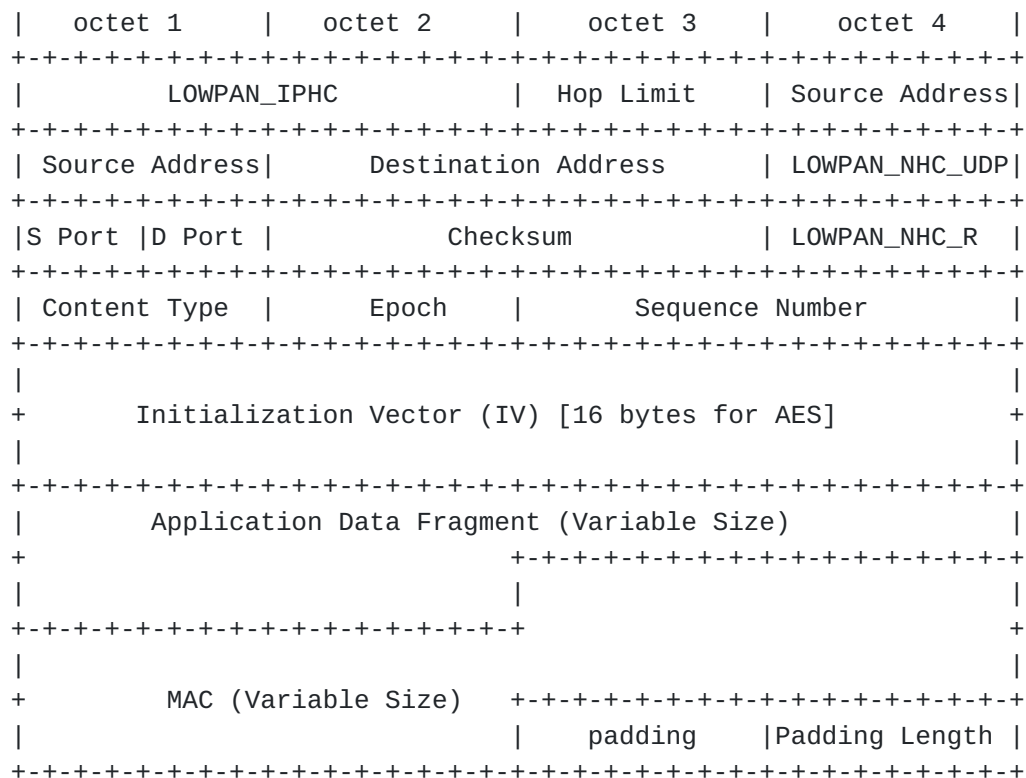 |   octet 1     |   octet 2     |    octet 3    |    octet 4    |
+-+-+-+-+-+-+-+-+-+-+-+-+-+-+-+-+-+-+-+-+-+-+-+-+-+-+-+-+-+-+-+-+
|         LOWPAN_IPHC           |  Hop Limit    | Source Address|
+-+-+-+-+-+-+-+-+-+-+-+-+-+-+-+-+-+-+-+-+-+-+-+-+-+-+-+-+-+-+-+-+
| Source Address|      Destination Address      | LOWPAN_NHC_UDP|
+-+-+-+-+-+-+-+-+-+-+-+-+-+-+-+-+-+-+-+-+-+-+-+-+-+-+-+-+-+-+-+-+
|S Port |D Port |           Checksum            | LOWPAN_NHC_R  |
+-+-+-+-+-+-+-+-+-+-+-+-+-+-+-+-+-+-+-+-+-+-+-+-+-+-+-+-+-+-+-+-+
| Content Type  |      Epoch    |       Sequence Number         |
+-+-+-+-+-+-+-+-+-+-+-+-+-+-+-+-+-+-+-+-+-+-+-+-+-+-+-+-+-+-+-+-+
|                                                               |
+       Initialization Vector (IV) [16 bytes for AES]           +
|                                                               |
+-+-+-+-+-+-+-+-+-+-+-+-+-+-+-+-+-+-+-+-+-+-+-+-+-+-+-+-+-+-+-+-+
|        Application Data Fragment (Variable Size)              |
+                               +-+-+-+-+-+-+-+-+-+-+-+-+-+-+-+-+
|                               |                               |
+-+-+-+-+-+-+-+-+-+-+-+-+-+-+-+-+                               +
|                                                               |
+         MAC (Variable Size)   +-+-+-+-+-+-+-+-+-+-+-+-+-+-+-+-+
|                               |    padding    |Padding Length |
+-+-+-+-+-+-+-+-+-+-+-+-+-+-+-+-+-+-+-+-+-+-+-+-+-+-+-+-+-+-+-+-+